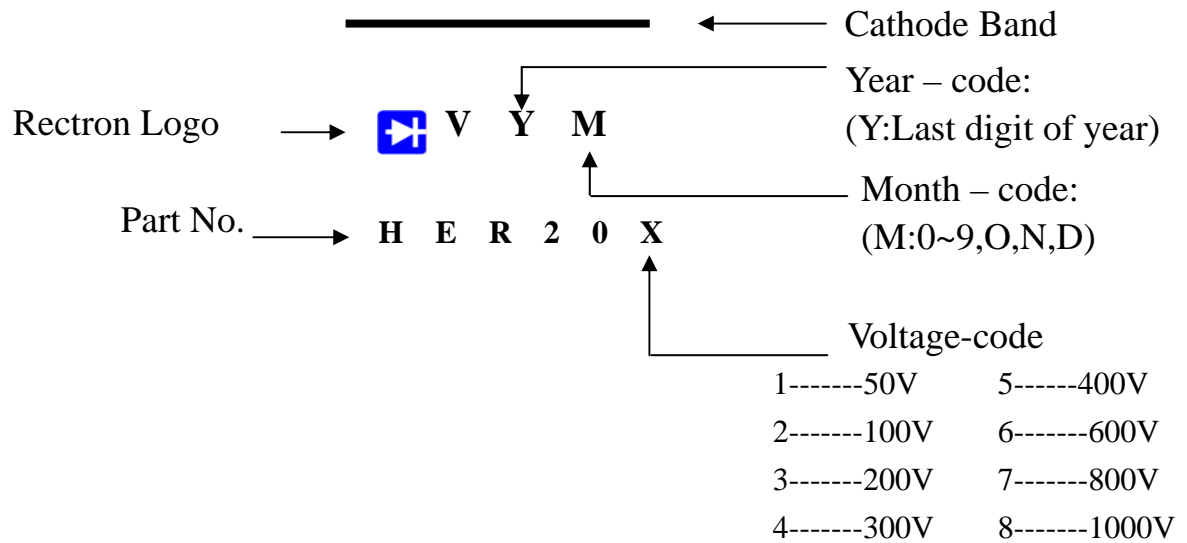 Cathode Band
Year – code:
(Y:Last digit of year)
Rectron Logo
V Y M
Month – code:
(M:0~9,O,N,D)
Part No.
H E R 2 0 X
Voltage-code
1-------50V 5------400V
2-------100V 6-------600V
3-------200V 7-------800V
4-------300V 8-------1000V